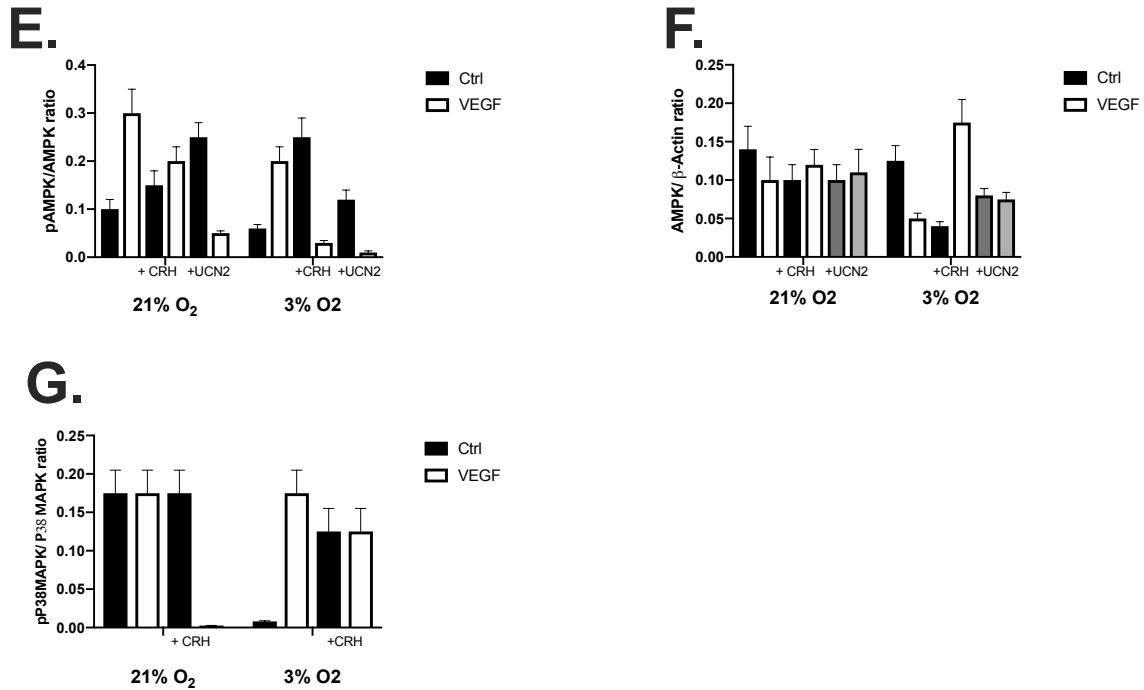 E.
pAMPK/AMPK ratio
0.4
0.3
0.2
0.1
0.0
+ CRH +UCN2 +CRH +UCN2
21% O2 3% O2
Ctrl
VEGF
F.
AMPK/ β-Actin ratio
0.25
0.20
0.15
0.10
0.05
0.00
+ CRH +UCN2 +CRH +UCN2
21% O2 3% O2
Ctrl
VEGF
G.
pP38MAPK/ P38 MAPK ratio
0.25
0.20
0.15
0.10
0.05
0.00
+ CRH +CRH
21% O2 3% O2
Ctrl
VEGF